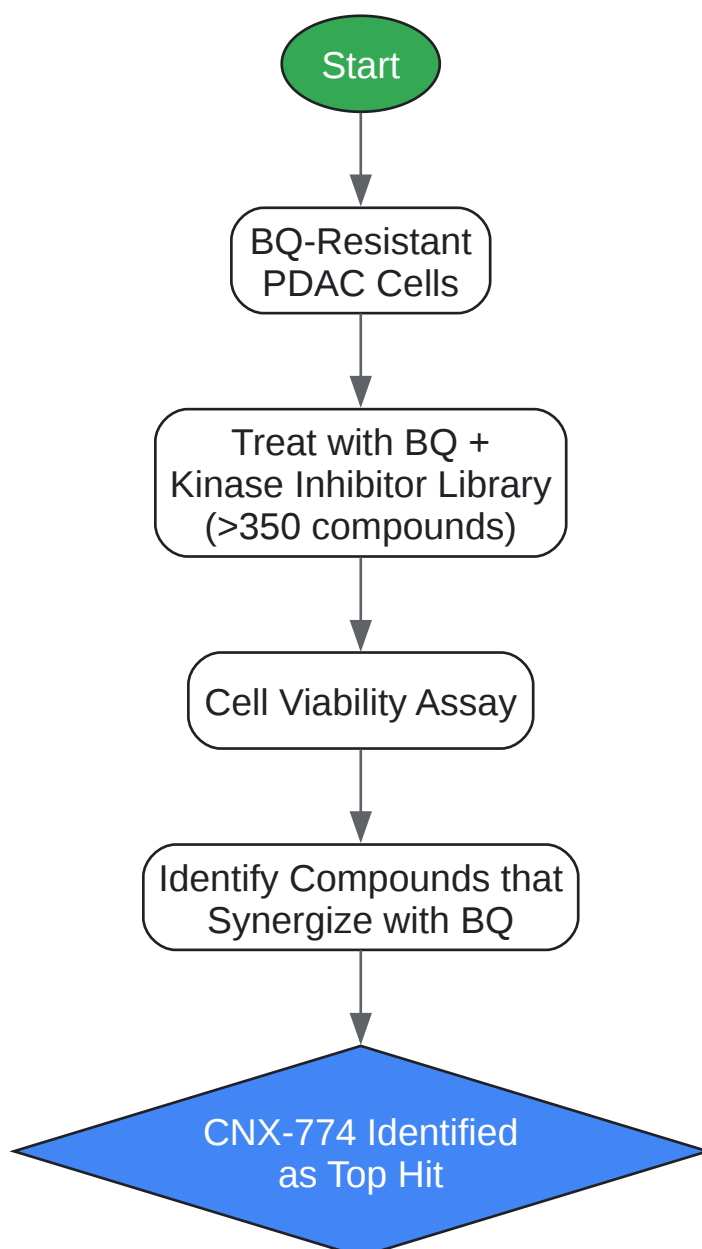 Start
BQ-Resistant
PDAC Cells
Treat with BQ +
Kinase Inhibitor Library
(>350 compounds)
Cell Viability Assay
Identify Compounds that
Synergize with BQ
CNX-774 Identified
as Top Hit